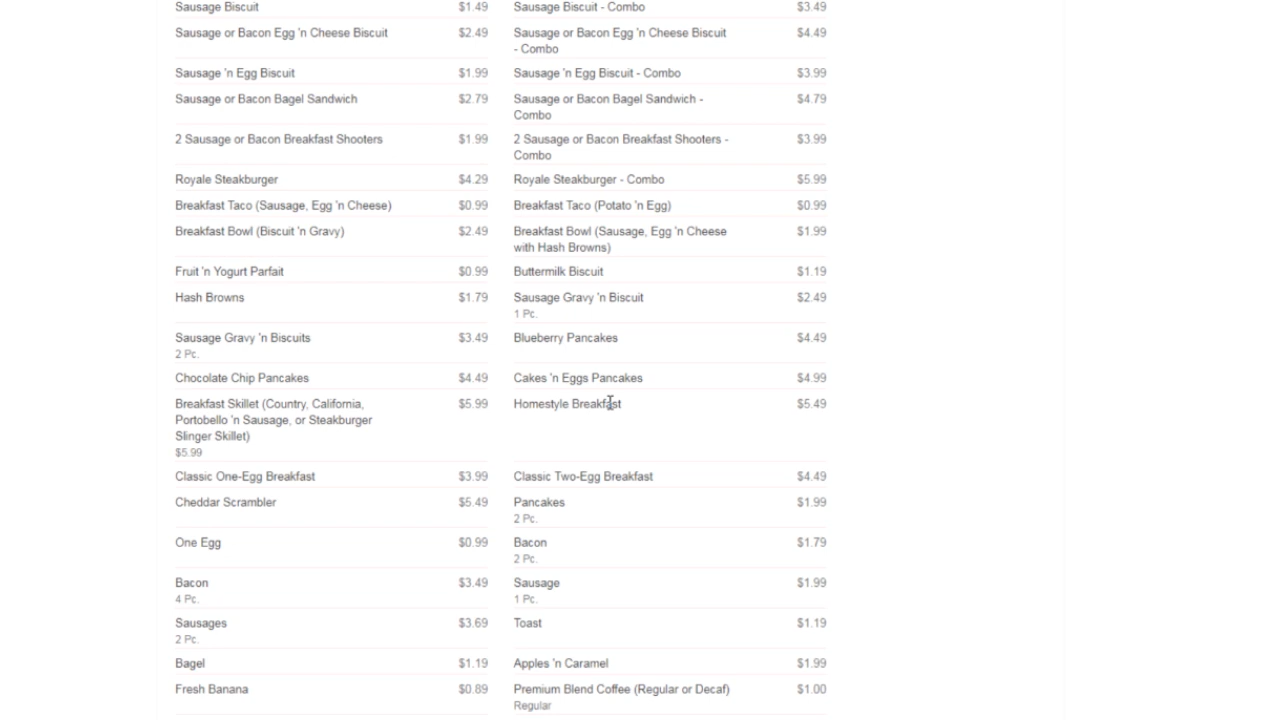 Sausage Biscuit $1.49 Sausage Biscuit - Combo $3.49
Sausage or Bacon Egg 'n Cheese Biscuit $2.49 Sausage or Bacon Egg 'n Cheese Biscuit $4.49
- Combo
Sausage 'n Egg Biscuit $1.99 Sausage 'n Egg Biscuit - Combo $3.99
Sausage or Bacon Bagel Sandwich $2.79 Sausage or Bacon Bagel Sandwich - $4.79
Combo
2 Sausage or Bacon Breakfast Shooters $1.99 2 Sausage or Bacon Breakfast Shooters - $3.99
Combo
Royale Steakburger $4.29 Royale Steakburger - Combo $5.99
Breakfast Taco (Sausage, Egg 'n Cheese) $0.99 Breakfast Taco (Potato 'n Egg) $0.99
Breakfast Bowl (Biscuit 'n Gravy) $2.49 Breakfast Bowl (Sausage, Egg 'n Cheese $1.99
with Hash Browns)
Fruit 'n Yogurt Parfait $0.99 Buttermilk Biscuit $1.19
Hash Browns $1.79 Sausage Gravy 'n Biscuit $2.49
1 Pc.
Sausage Gravy 'n Biscuits $3.49 Blueberry Pancakes $4.49
2 Pc.
Chocolate Chip Pancakes $4.49 Cakes 'n Eggs Pancakes $4.99
Breakfast Skillet (Country, California, $5.99 Homestyle Breakfast $5.49
Portobello 'n Sausage, or Steakburger
Slinger Skillet)
$5.99
Classic One-Egg Breakfast $3.99 Classic Two-Egg Breakfast $4.49
Cheddar Scrambler $5.49 Pancakes $1.99
2 Pc.
One Egg $0.99 Bacon $1.79
2 Pc.
Bacon $3.49 Sausage $1.99
4 Pc. 1 Pc.
Sausages $3.69 Toast $1.19
2 Pc.
Bagel $1.19 Apples 'n Caramel $1.99
Fresh Banana $0.89 Premium Blend Coffee (Regular or Decaf) $1.00
Regular